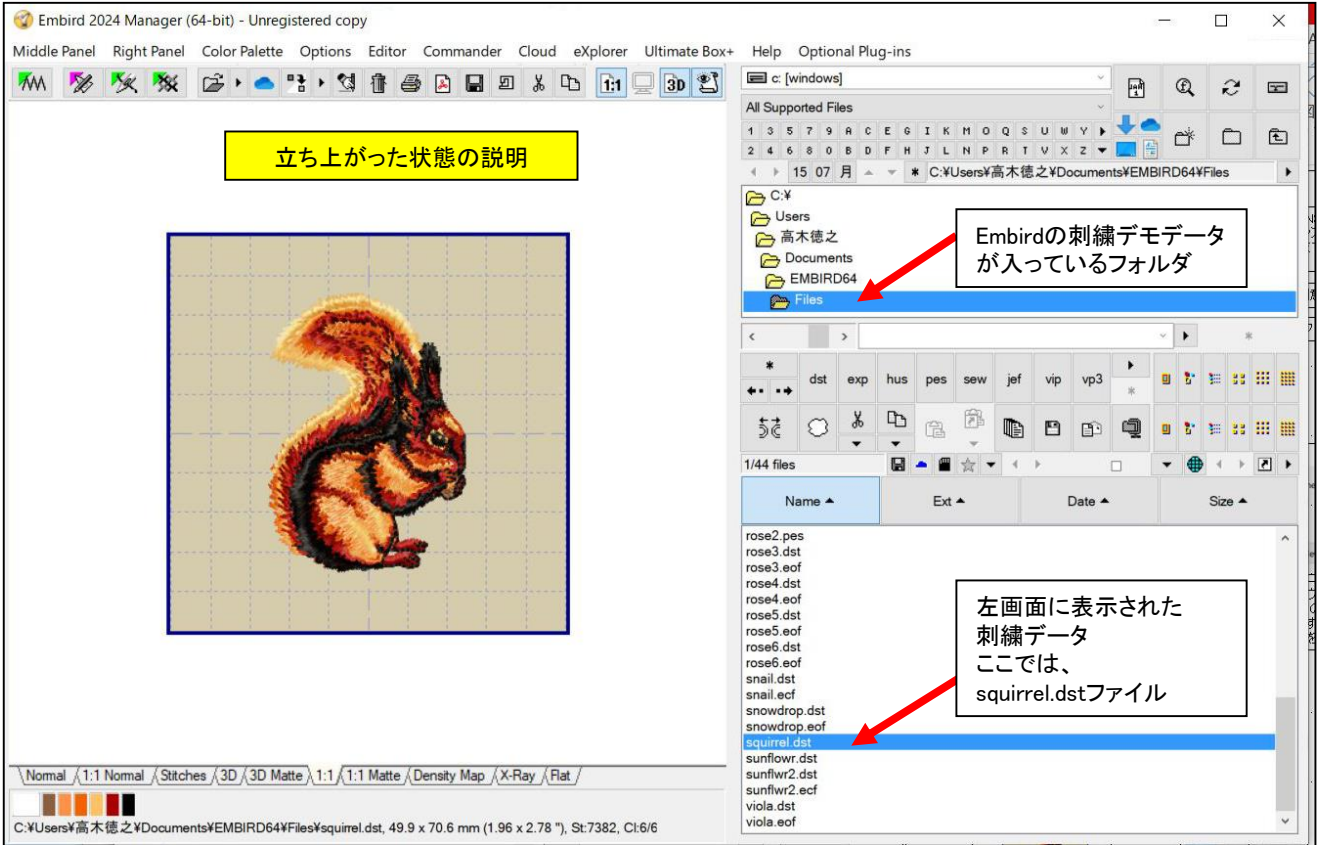 Embird 2024 Manager (64-bit) - Unregistered copy
Middle Panel Right Panel Color Palette Options Editor Commander Cloud eXplorer Ultimate Box+ Help Optional Plug-ins
1:1 3D
c: [windows]
All Supported Files
1 3 5 7 9 A C E G I K M O Q S U W Y
2 4 6 8 0 B D F H J L N P R T V X Z
15 07 月 * C:¥Users¥高木徳之¥Documents¥EMBIRD64¥Files
立ち上がった状態の説明
C:¥
Users
高木徳之
Documents
EMBIRD64
Files
Embirdの刺繍デモデータ
が入っているフォルダ
*
* dst exp hus pes sew jef vip vp3
*
1/44 files
Name Ext Date Size
rose2.pes
rose3.dst
rose3.eof
rose4.dst
rose4.eof
rose5.dst
rose5.eof
rose6.dst
rose6.eof
snail.dst
snail.ecf
snowdrop.dst
snowdrop.eof
squirrel.dst
sunflowr.dst
sunflwr2.dst
sunflwr2.ecf
viola.dst
viola.eof
左画面に表示された
刺繍データ
ここでは、
squirrel.dstファイル
Normal 1:1 Normal Stitches 3D 3D Matte 1:1 1:1 Matte Density Map X-Ray Flat
C:¥Users¥高木徳之¥Documents¥EMBIRD64¥Files¥squirrel.dst, 49.9 x 70.6 mm (1.96 x 2.78 "), St:7382, Cl:6/6